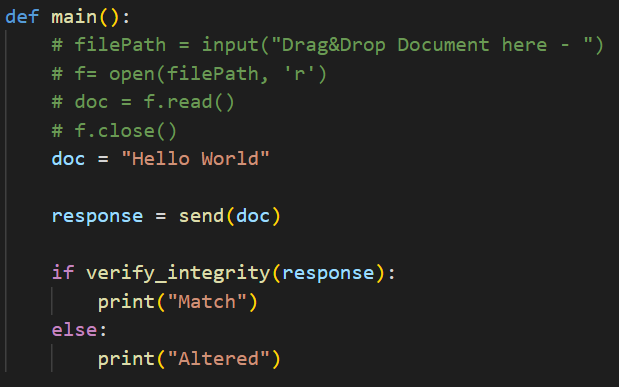 def main():
    # filePath = input("Drag&Drop Document here - ")
    # f= open(filePath, 'r')
    # doc = f.read()
    # f.close()
    doc = "Hello World"

    response = send(doc)

    if verify_integrity(response):
        print("Match")
    else:
        print("Altered")